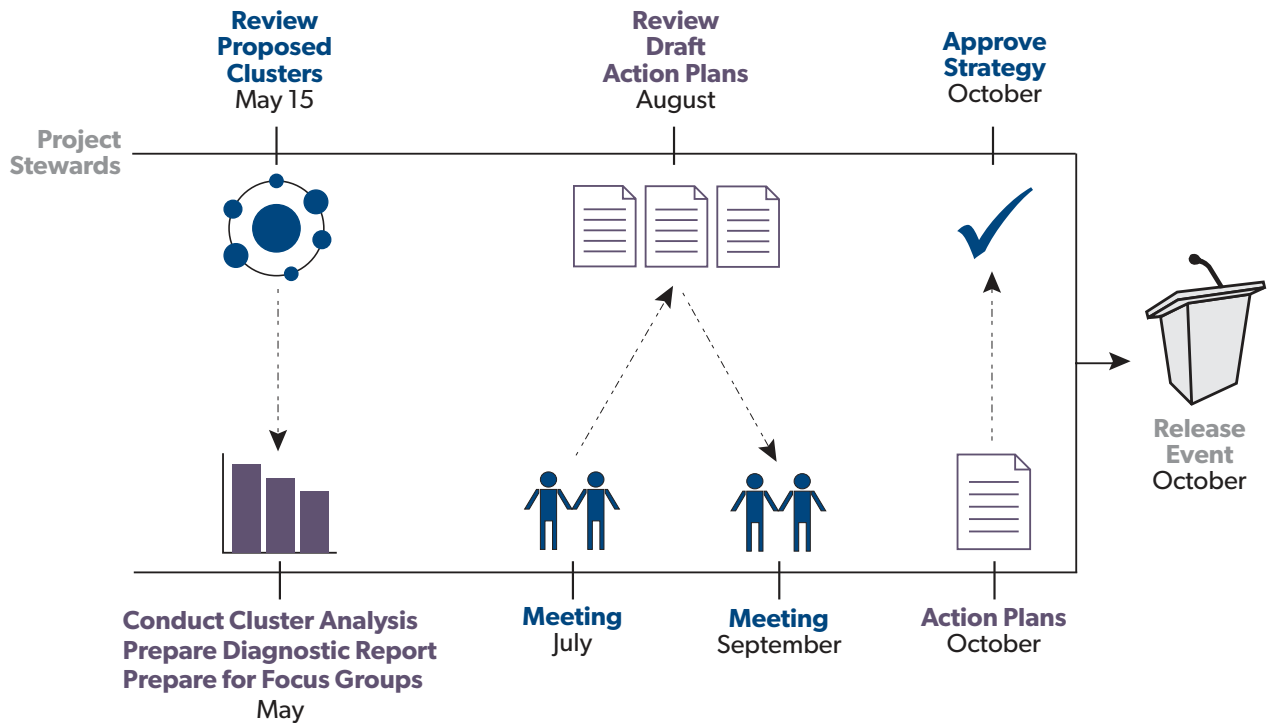 Review
Proposed
Clusters
May 15
Review
Draft
Action Plans
August
Approve
Strategy
October
Project
Stewards
Release
Event
October
Conduct Cluster Analysis
Prepare Diagnostic Report
Prepare for Focus Groups
May
Meeting
July
Meeting
September
Action Plans
October